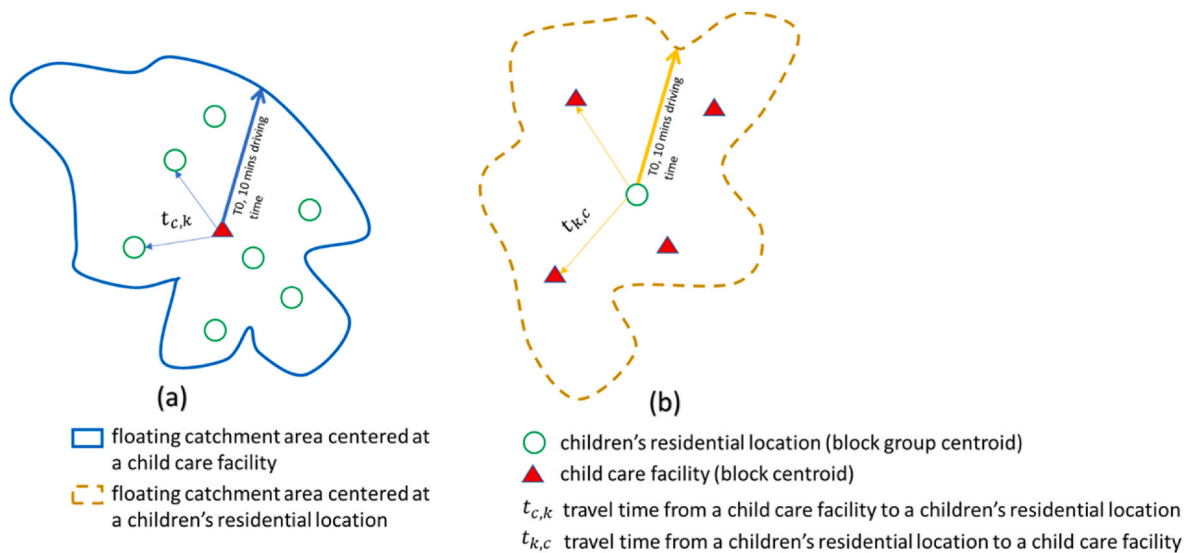 T0, 10 mins driving
time
t_{c,k}
(a)
T0, 10 mins driving
time
t_{k,c}
(b)
floating catchment area centered at
a child care facility
floating catchment area centered at
a children's residential location
children's residential location (block group centroid)
child care facility (block centroid)
t_{c,k} travel time from a child care facility to a children's residential location
t_{k,c} travel time from a children's residential location to a child care facility